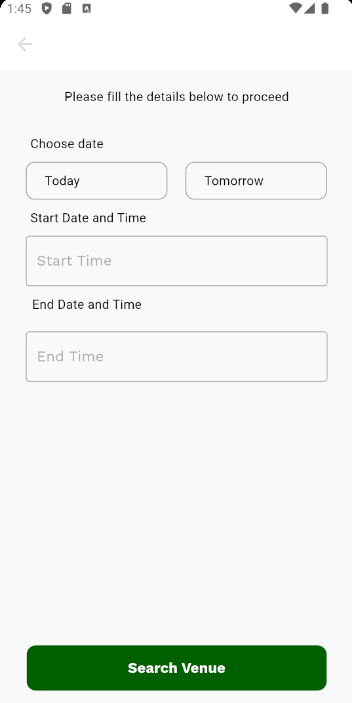 1:45
Please fill the details below to proceed
Choose date
Today
Tomorrow
Start Date and Time
Start Time
End Date and Time
End Time
Search Venue